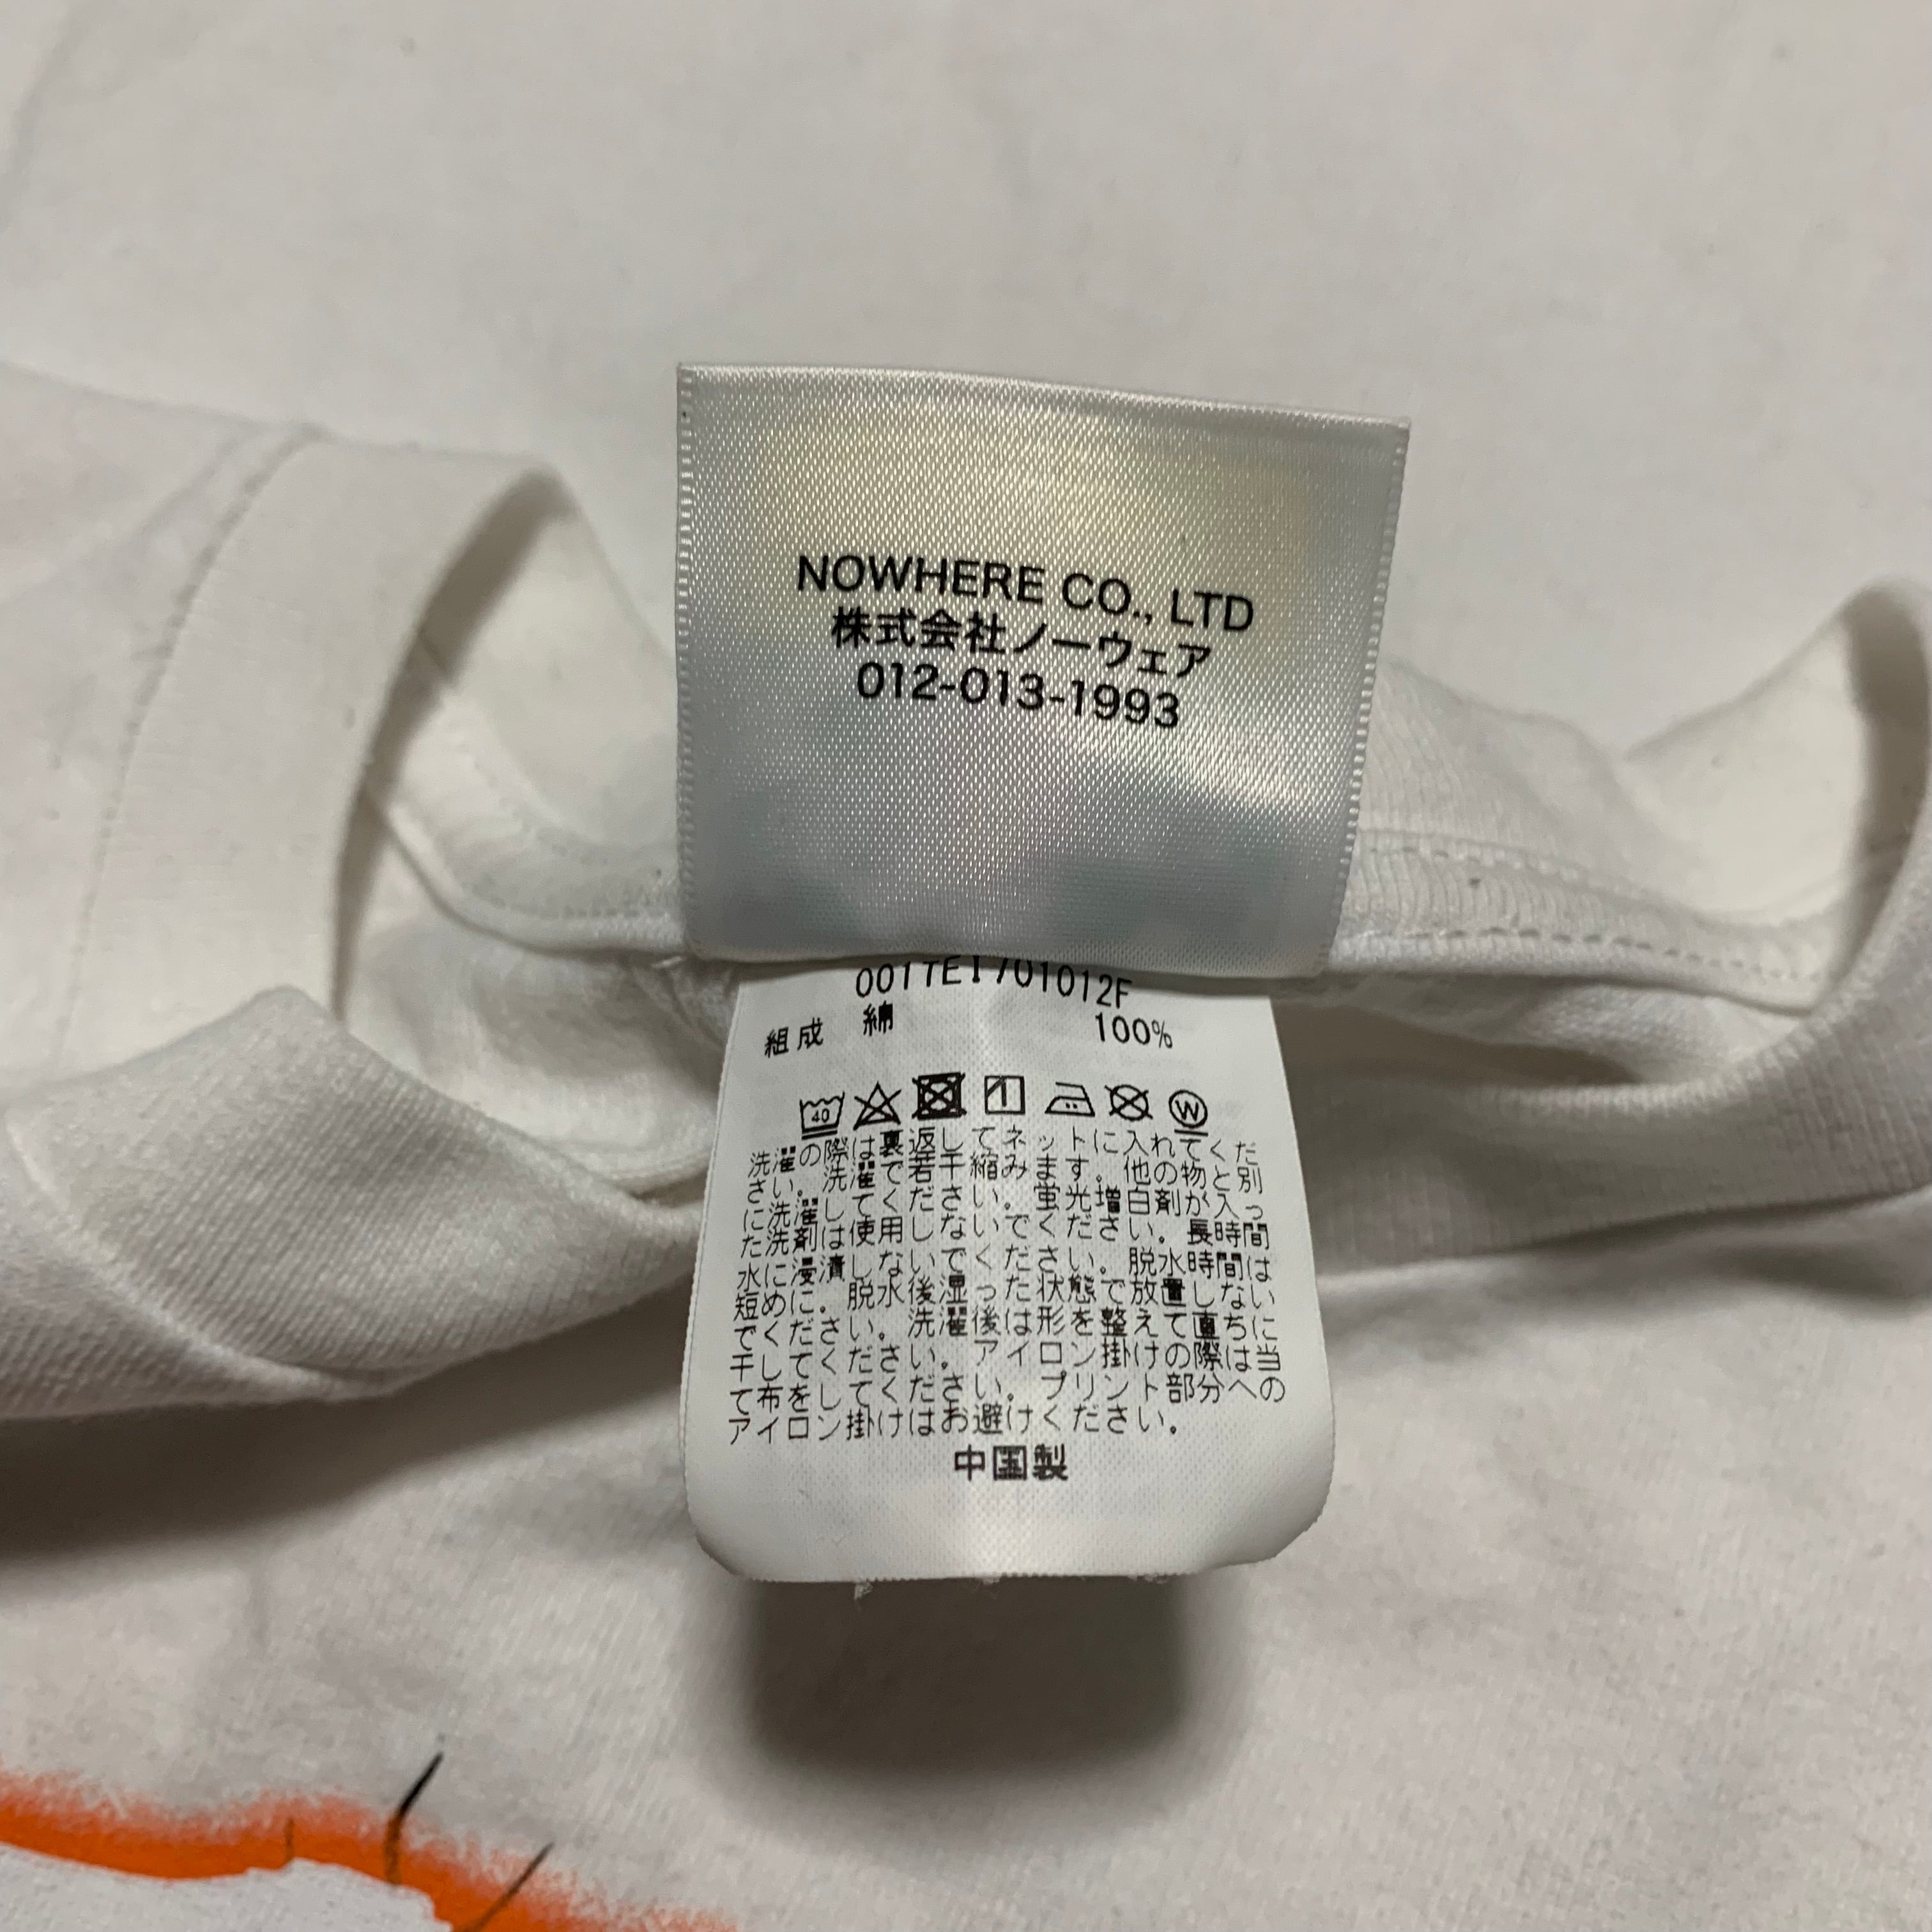 NOWHERE CO., LTD
株式会社ノーウェア
012-013-1993
001TEI701012F
組成 綿 100%
40 W
洗濯の際は裏返してネットに入れてくだ
さい。洗濯で若干縮みます。他の物と別
に洗濯してください。蛍光増白剤が入っ
た洗剤は使用しないでください。長時間
水に浸漬しないでください。脱水時間は
短めに。脱水後湿った状態で放置しない
でください。洗濯後は形を整えて直ちに
干してください。アイロン掛けの際は当
て布をしてください。プリント部分への
アイロン掛けはお避けください。
中国製